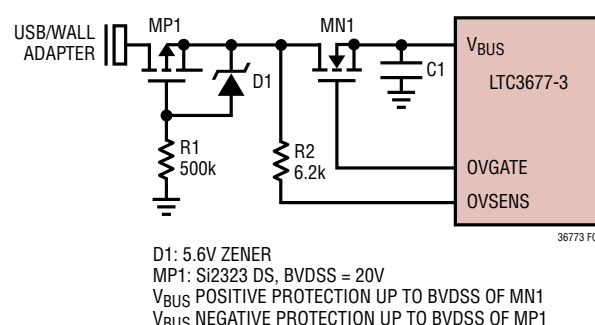 USB/WALL
ADAPTER
MP1
MN1
VBUS
D1
C1
LTC3677-3
R1
500k
R2
6.2k
OVGATE
OVSENS
36773
D1: 5.6V ZENER
MP1: Si2323 DS, BVDSS = 20V
VBUS POSITIVE PROTECTION UP TO BVDSS OF MN1
VBUS NEGATIVE PROTECTION UP TO BVDSS OF MP1